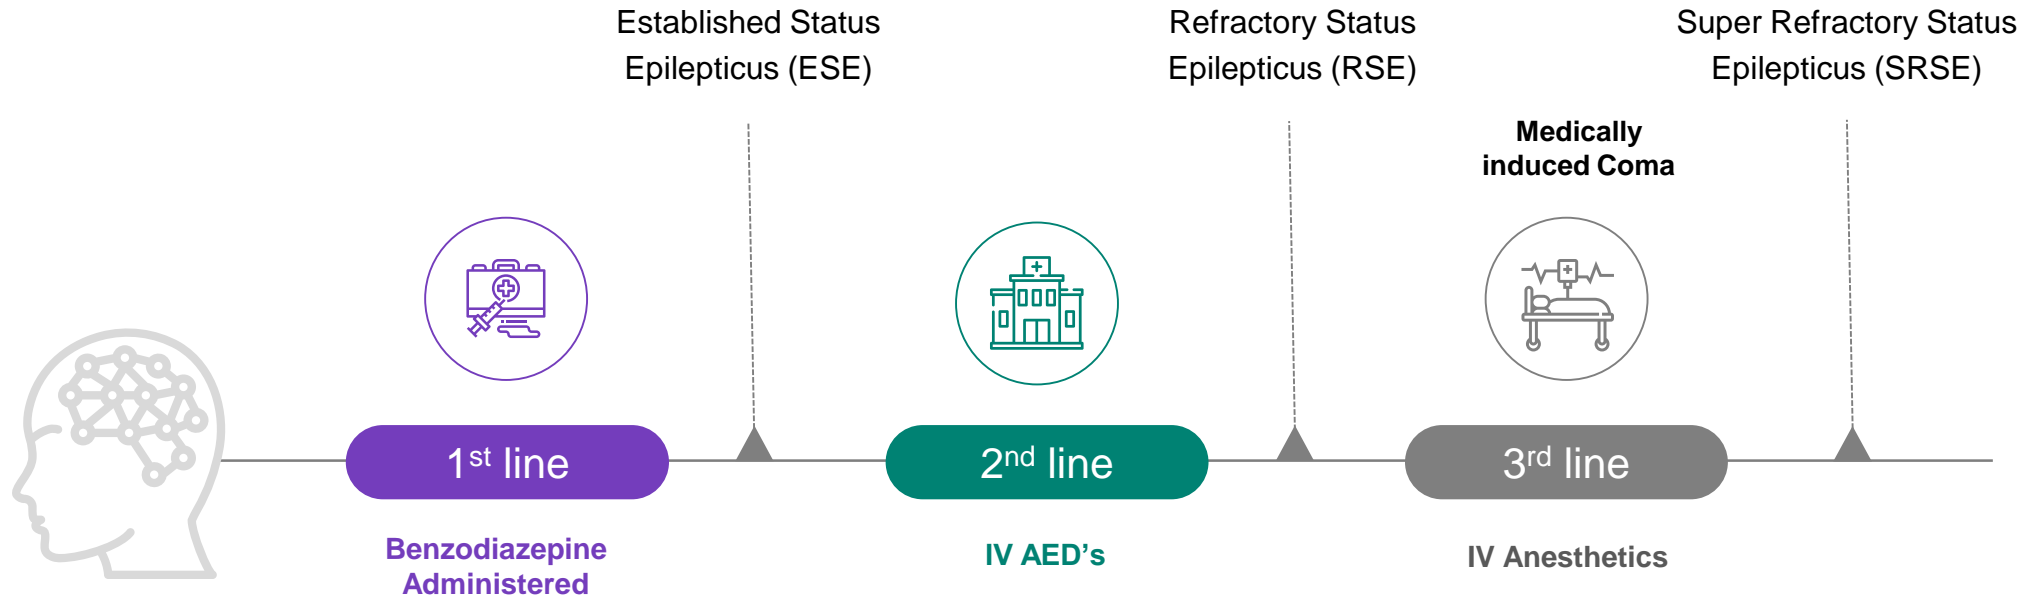 Established Status
Epilepticus (ESE)
Refractory Status
Epilepticus (RSE)
Super Refractory Status
Epilepticus (SRSE)
Medically
induced Coma
1st line
2nd line
3rd line
Benzodiazepine
Administered
IV AED’s
IV Anesthetics